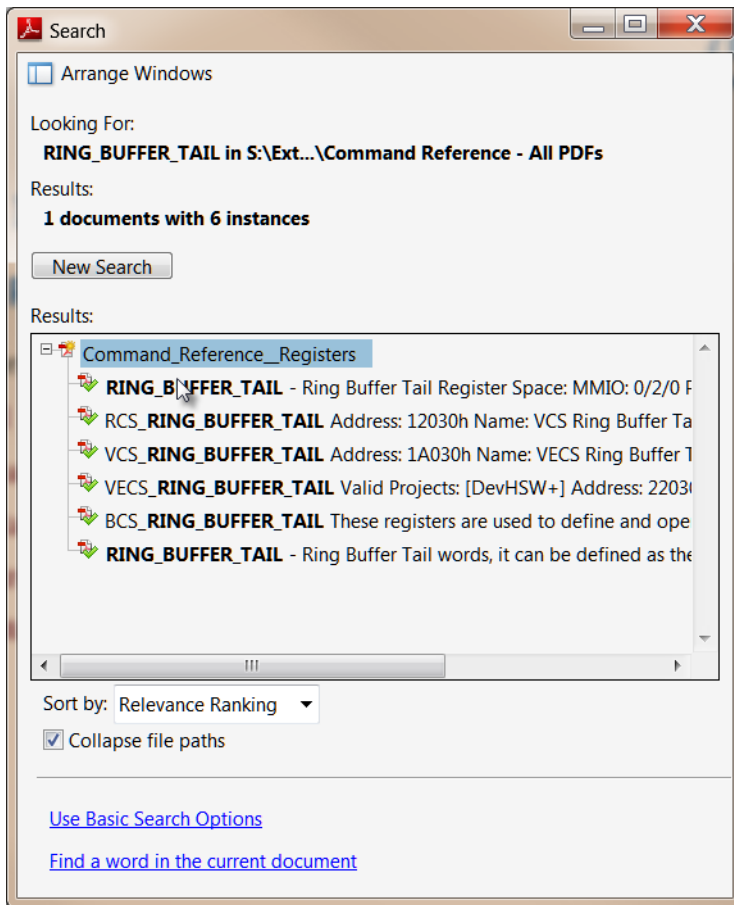 Search
Arrange Windows
Looking For:
RING_BUFFER_TAIL in S:\Ext...\Command Reference - All PDFs
Results:
1 documents with 6 instances
New Search
Results:
Command_Reference__Registers
RING_BUFFER_TAIL - Ring Buffer Tail Register Space: MMIO: 0/2/0
RCS_RING_BUFFER_TAIL Address: 12030h Name: VCS Ring Buffer Ta
VCS_RING_BUFFER_TAIL Address: 1A030h Name: VECS Ring Buffer
VECS_RING_BUFFER_TAIL Valid Projects: [DevHSW+] Address: 2203
BCS_RING_BUFFER_TAIL These registers are used to define and ope
RING_BUFFER_TAIL - Ring Buffer Tail words, it can be defined as the
Sort by: Relevance Ranking
Collapse file paths
Use Basic Search Options
Find a word in the current document